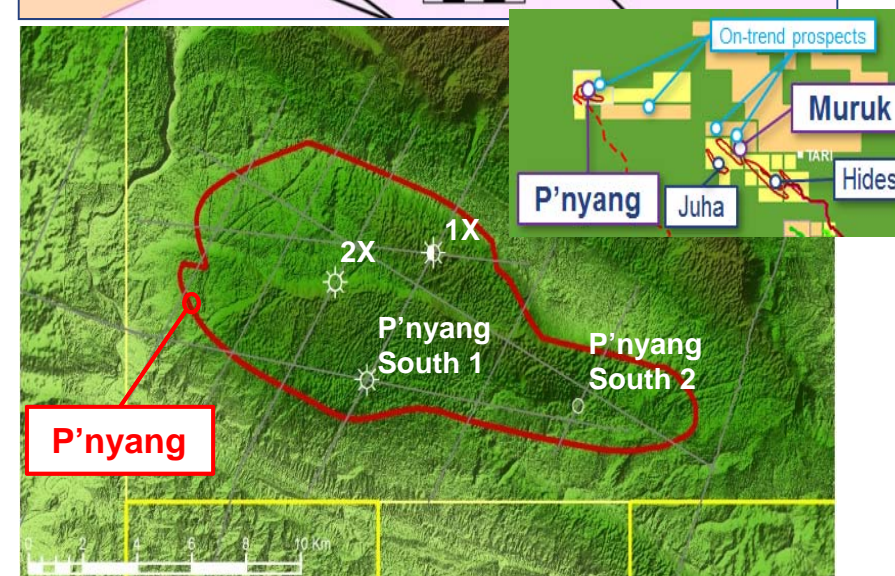 On-trend prospects
Muruk
TARI
Hides
P'nyang
Juha
1X
2X
P'nyang
South 1
P'nyang
South 2
P'nyang
0 2 4 6 8 10 Km